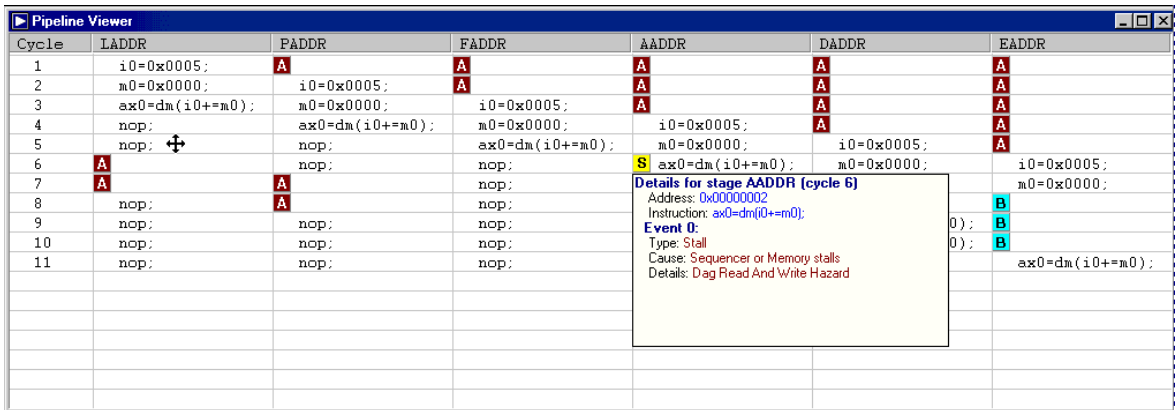 Pipeline Viewer
Cycle LADDR PADDR FADDR AADDR DADDR EADDR
1 i0=0x0005; A A A A A
2 m0=0x0000; i0=0x0005; A A A A
3 ax0=dm(i0+=m0); m0=0x0000; i0=0x0005; A A A
4 nop; ax0=dm(i0+=m0); m0=0x0000; i0=0x0005; A A
5 nop; nop; ax0=dm(i0+=m0); m0=0x0000; i0=0x0005; A
6 A nop; nop; S ax0=dm(i0+=m0); m0=0x0000; i0=0x0005;
7 A A nop; m0=0x0000;
Details for stage AADDR (cycle 6)
Address: 0x00000002
Instruction: ax0=dm(i0+=m0);
Event 0:
Type: Stall
Cause: Sequencer or Memory stalls
Details: Dag Read And Write Hazard
8 nop; A nop; B
9 nop; nop; nop; 0); B
10 nop; nop; nop; 0); B
11 nop; nop; nop; ax0=dm(i0+=m0);